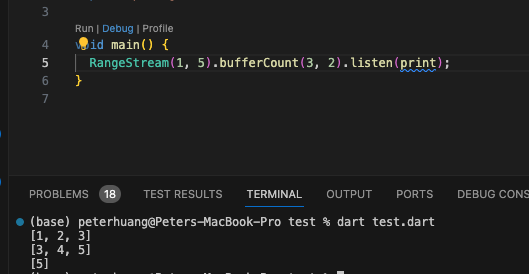 3
Run | Debug | Profile
4 void main() {
5 RangeStream(1, 5).bufferCount(3, 2).listen(print);
6 }
7
PROBLEMS 18 TEST RESULTS TERMINAL OUTPUT PORTS DEBUG CONS
(base) peterhuang@Peters-MacBook-Pro test % dart test.dart
[1, 2, 3]
[3, 4, 5]
[5]